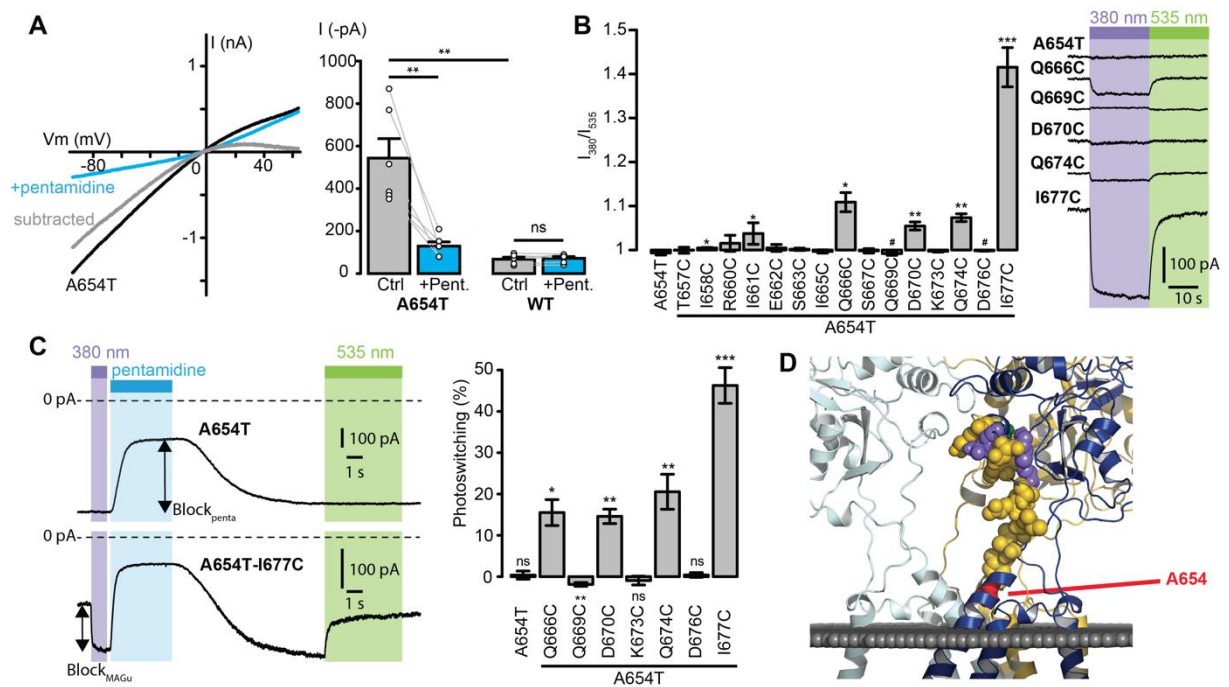 A
I (nA)
1
Vm (mV)
-80
0
40
+pentamidine
subtracted
-1
A654T
I (-pA)
1000
800
600
400
200
0
**
**
ns
Ctrl
+Pent.
Ctrl
+Pent.
A654T
WT
B
I380/I535
1.5
1.4
1.3
1.2
1.1
1
*
*
*
#
**
**
#
***
A654T
T657C
I658C
R660C
I661C
E662C
S663C
I665C
Q666C
S667C
Q669C
D670C
K673C
Q674C
D676C
I677C
A654T
380 nm
535 nm
A654T
Q666C
Q669C
D670C
Q674C
I677C
100 pA
10 s
C
380 nm
535 nm
pentamidine
0 pA
A654T
100 pA
1 s
Blockpenta
0 pA
A654T-I677C
100 pA
1 s
BlockMAGu
Photoswitching (%)
50
40
30
20
10
0
ns
*
**
**
ns
**
ns
***
A654T
Q666C
Q669C
D670C
K673C
Q674C
D676C
I677C
A654T
D
A654